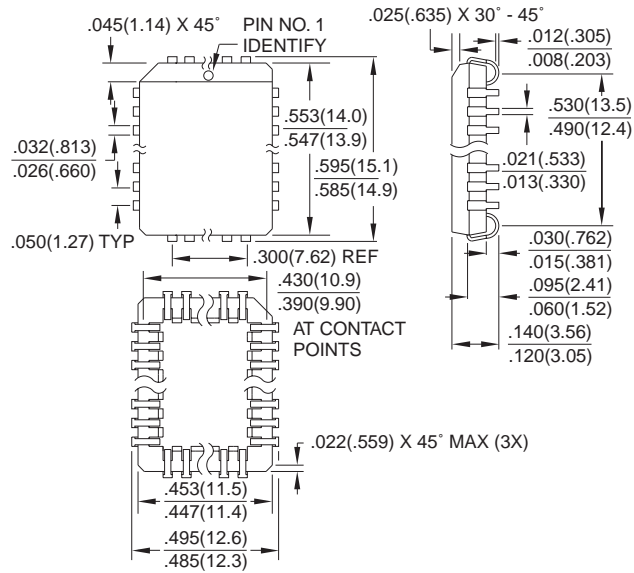 .045(1.14) X 45˚
PIN NO. 1
IDENTIFY
.553(14.0)
.547(13.9)
.595(15.1)
.585(14.9)
.032(.813)
.026(.660)
.050(1.27) TYP
.300(7.62) REF
.430(10.9)
.390(9.90)
AT CONTACT
POINTS
.022(.559) X 45˚ MAX (3X)
.453(11.5)
.447(11.4)
.495(12.6)
.485(12.3)
.025(.635) X 30˚ - 45˚
.012(.305)
.008(.203)
.530(13.5)
.490(12.4)
.021(.533)
.013(.330)
.030(.762)
.015(.381)
.095(2.41)
.060(1.52)
.140(3.56)
.120(3.05)